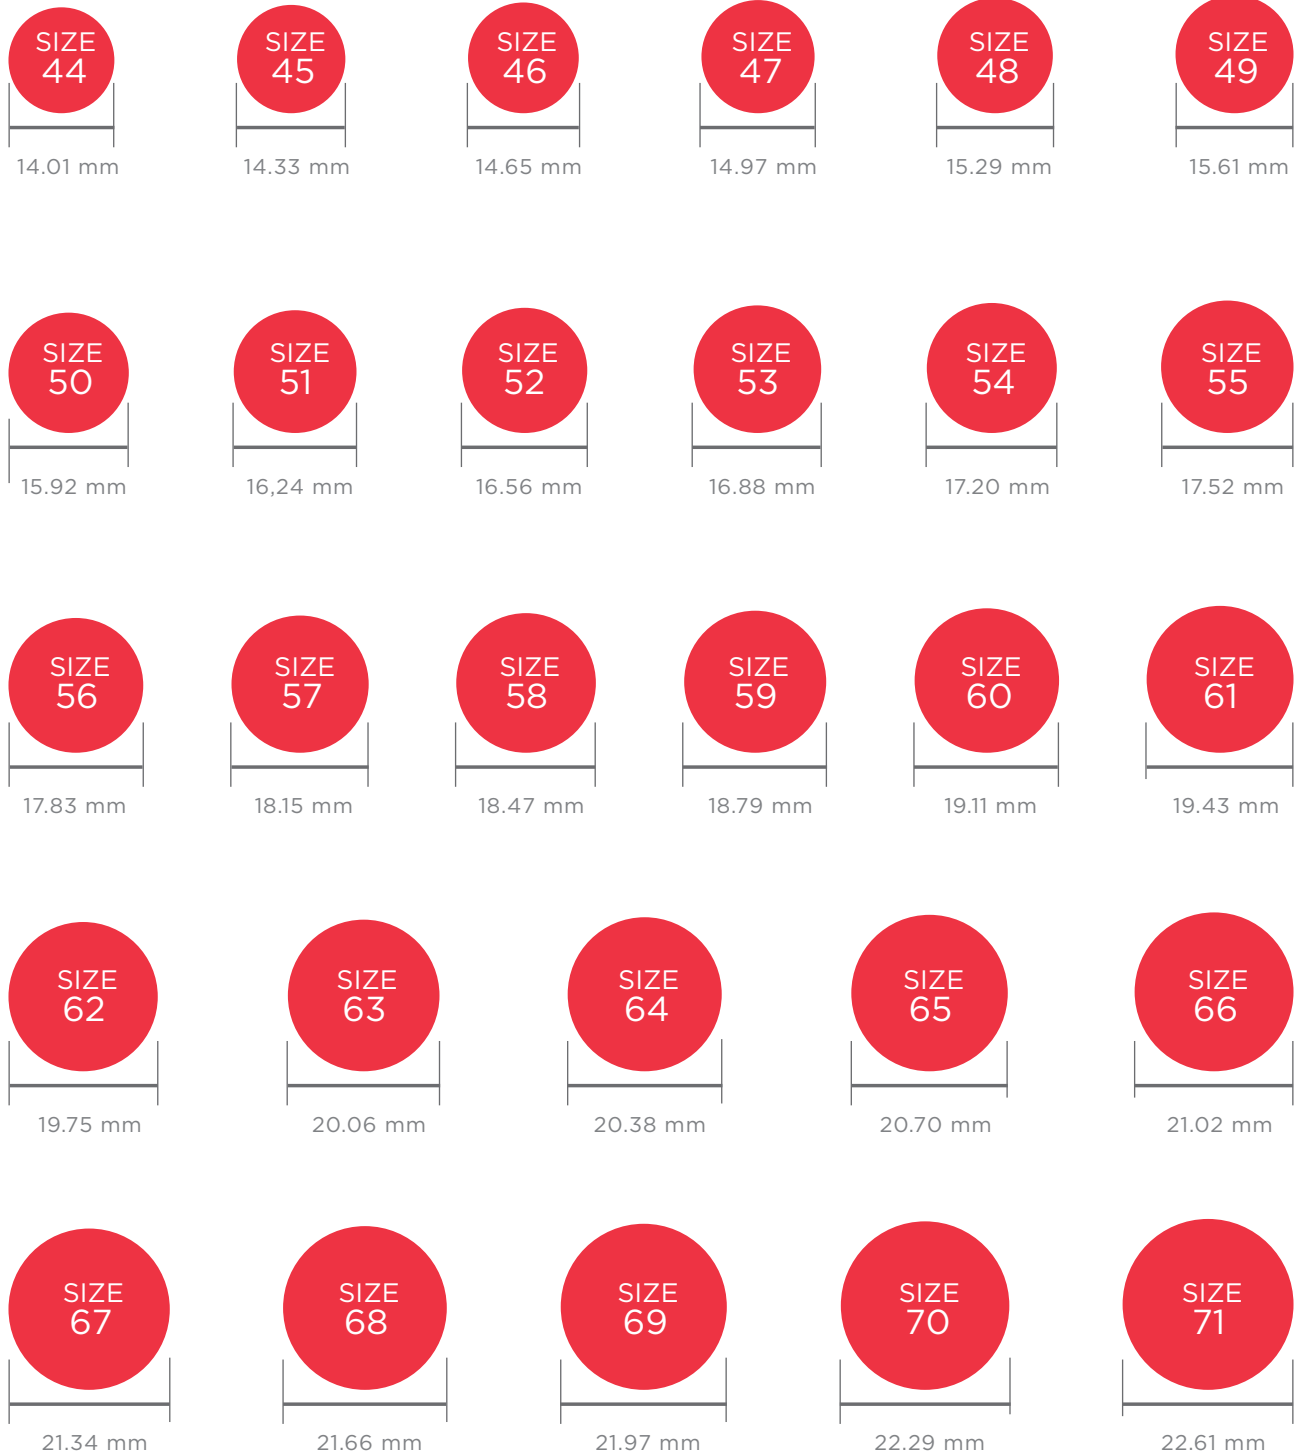 SIZE
44
SIZE
45
SIZE
46
SIZE
47
SIZE
48
SIZE
49
14.01 mm
14.33 mm
14.65 mm
14.97 mm
15.29 mm
15.61 mm
SIZE
50
SIZE
51
SIZE
52
SIZE
53
SIZE
54
SIZE
55
15.92 mm
16,24 mm
16.56 mm
16.88 mm
17.20 mm
17.52 mm
SIZE
56
SIZE
57
SIZE
58
SIZE
59
SIZE
60
SIZE
61
17.83 mm
18.15 mm
18.47 mm
18.79 mm
19.11 mm
19.43 mm
SIZE
62
SIZE
63
SIZE
64
SIZE
65
SIZE
66
19.75 mm
20.06 mm
20.38 mm
20.70 mm
21.02 mm
SIZE
67
SIZE
68
SIZE
69
SIZE
70
SIZE
71
21.34 mm
21.66 mm
21.97 mm
22.29 mm
22.61 mm